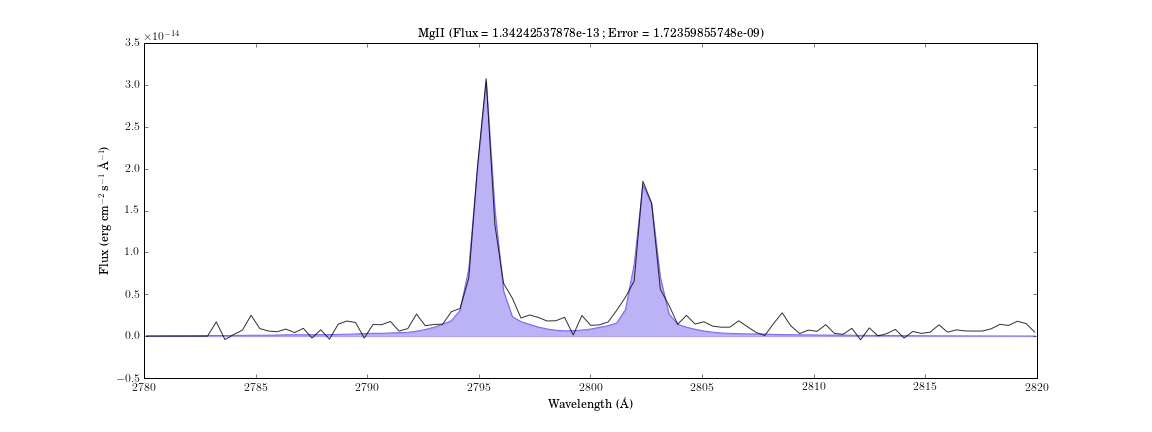 MgII (Flux = 1.34242537878e-13 ; Error = 1.72359855748e-09)
×10⁻¹⁴
3.5
3.0
2.5
2.0
1.5
1.0
0.5
0.0
−0.5
Flux (erg cm⁻² s⁻¹ Å⁻¹)
2780 2785 2790 2795 2800 2805 2810 2815 2820
Wavelength (Å)